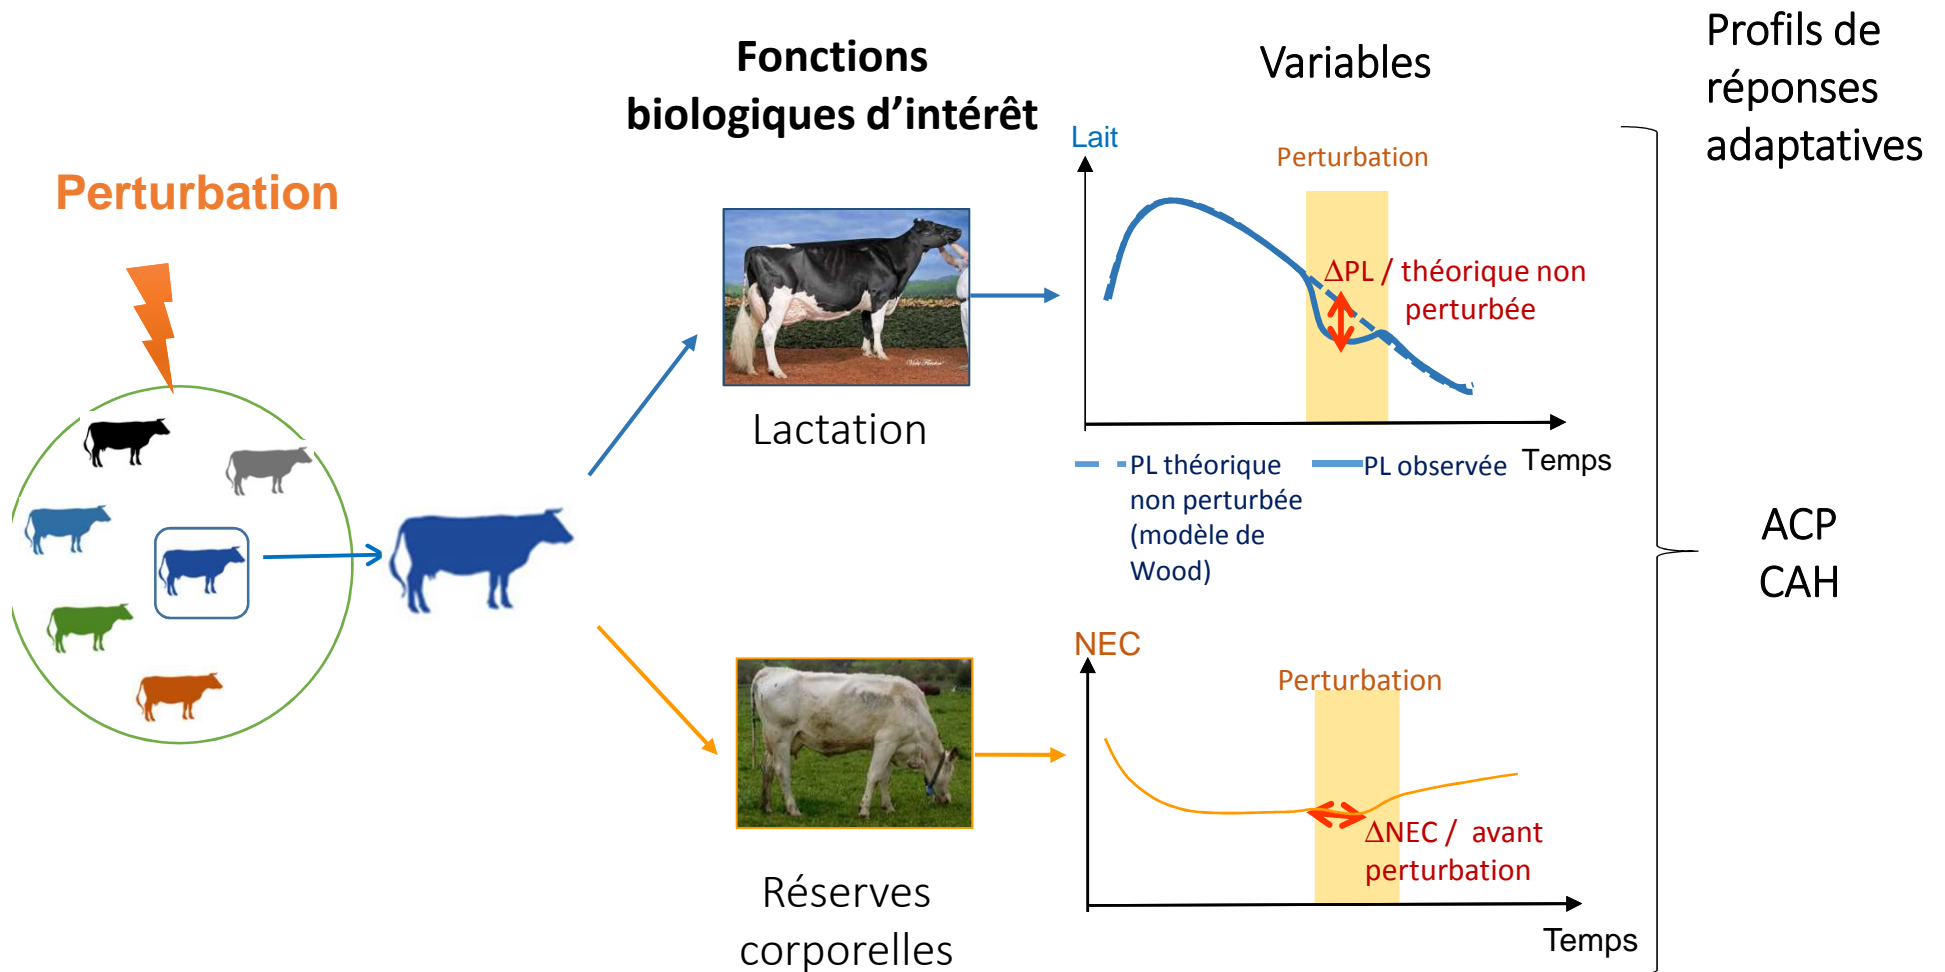 Perturbation
Fonctions
biologiques d’intérêt
Lactation
Réserves
corporelles
Variables
Lait
Perturbation
ΔPL / théorique non
perturbée
Temps
PL théorique
non perturbée
(modèle de
Wood)
PL observée
NEC
Perturbation
ΔNEC / avant
perturbation
Temps
Profils de
réponses
adaptatives
ACP
CAH